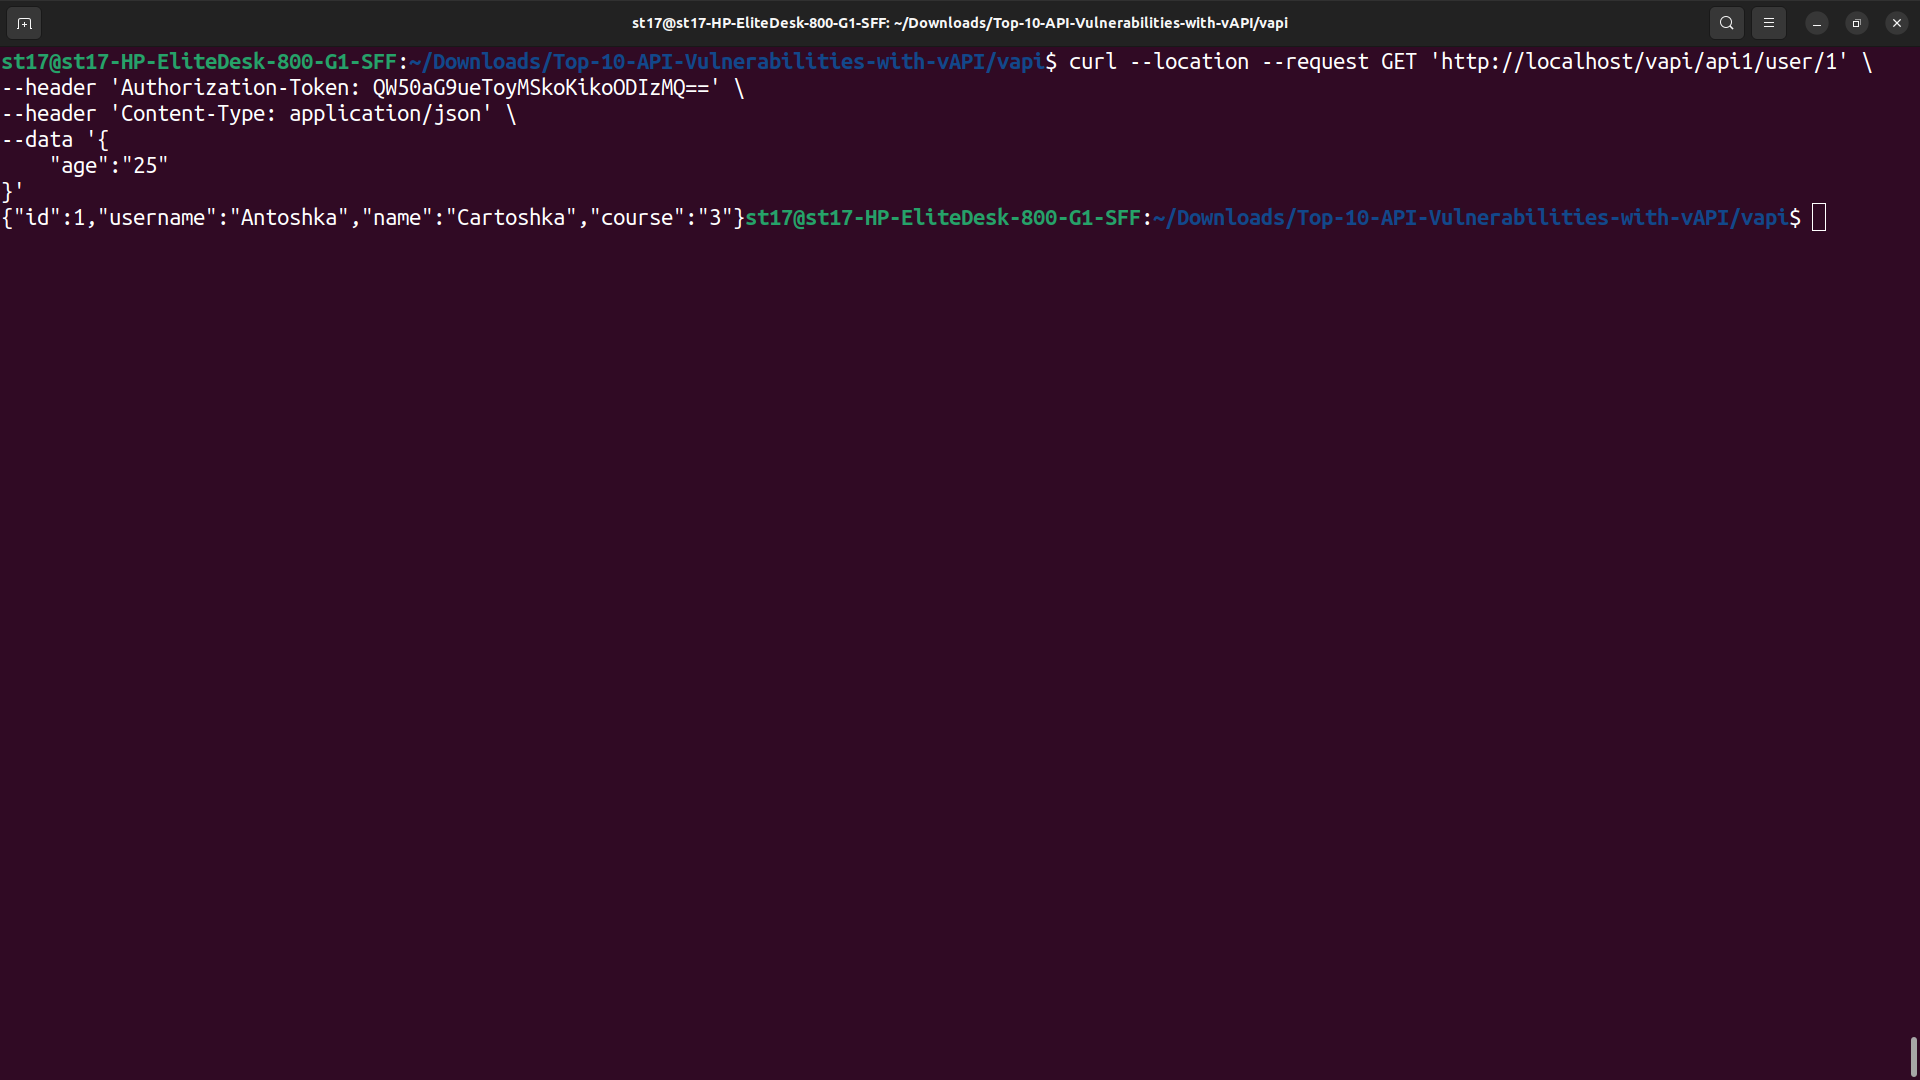 st17@st17-HP-EliteDesk-800-G1-SFF: ~/Downloads/Top-10-API-Vulnerabilities-with-vAPI/vapi
st17@st17-HP-EliteDesk-800-G1-SFF:~/Downloads/Top-10-API-Vulnerabilities-with-vAPI/vapi$ curl --location --request GET 'http://localhost/vapi/api1/user/1' \
--header 'Authorization-Token: QW50aG9ueToyMSkoKikoODIzMQ==' \
--header 'Content-Type: application/json' \
--data '{
    "age":"25"
}'
{"id":1,"username":"Antoshka","name":"Cartoshka","course":"3"}st17@st17-HP-EliteDesk-800-G1-SFF:~/Downloads/Top-10-API-Vulnerabilities-with-vAPI/vapi$